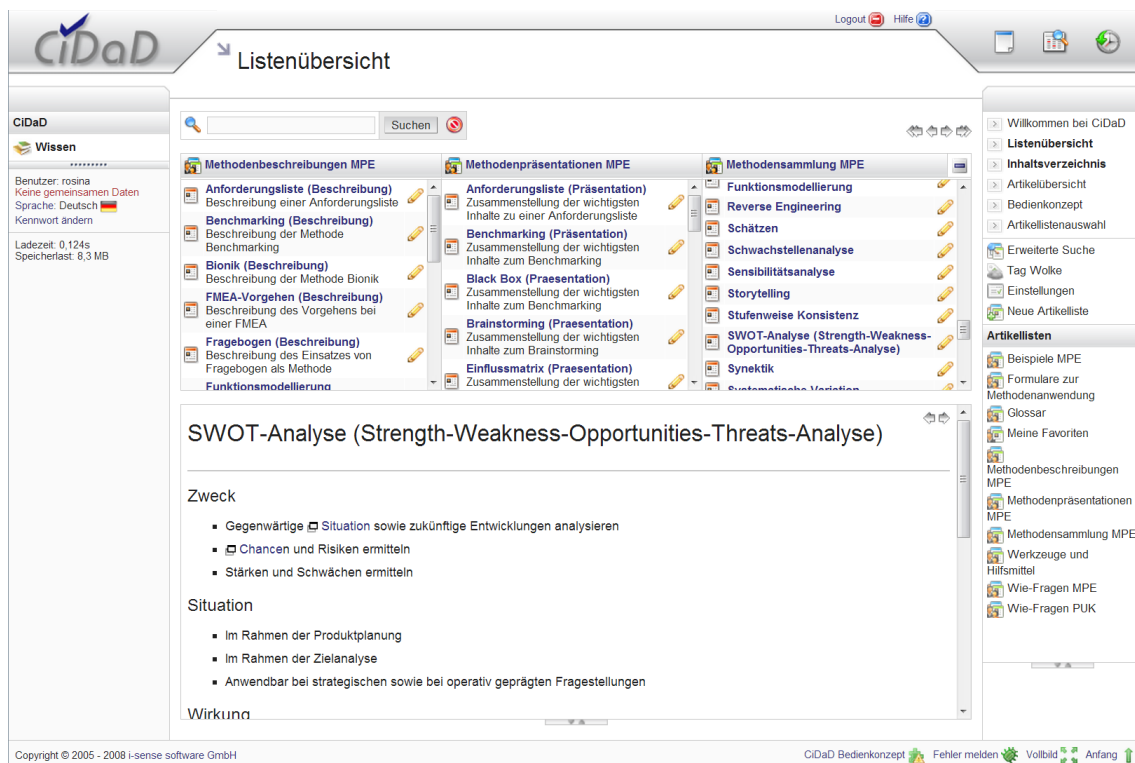 Logout Hilfe
CiDaD
Listenübersicht
CiDaD
Wissen
Benutzer: rosina
Keine gemeinsamen Daten
Sprache: Deutsch
Kennwort ändern
Ladezeit: 0,124s
Speicherlast: 8,3 MB
Suchen
Methodenbeschreibungen MPE
Anforderungsliste (Beschreibung)
Beschreibung einer Anforderungsliste
Benchmarking (Beschreibung)
Beschreibung der Methode
Benchmarking
Bionik (Beschreibung)
Beschreibung der Methode Bionik
FMEA-Vorgehen (Beschreibung)
Beschreibung des Vorgehens bei
einer FMEA
Fragebogen (Beschreibung)
Beschreibung des Einsatzes von
Fragebogen als Methode
Funktionsmodellierung
Methodenpräsentationen MPE
Anforderungsliste (Präsentation)
Zusammenstellung der wichtigsten
Inhalte zu einer Anforderungsliste
Benchmarking (Präsentation)
Zusammenstellung der wichtigsten
Inhalte zum Benchmarking
Black Box (Praesentation)
Zusammenstellung der wichtigsten
Inhalte zum Benchmarking
Brainstorming (Praesentation)
Zusammenstellung der wichtigsten
Inhalte zum Brainstorming
Einflussmatrix (Praesentation)
Zusammenstellung der wichtigsten
Methodensammlung MPE
Funktionsmodellierung
Reverse Engineering
Schätzen
Schwachstellenanalyse
Sensibilitätsanalyse
Storytelling
Stufenweise Konsistenz
SWOT-Analyse (Strength-Weakness-
Opportunities-Threats-Analyse)
Synektik
Systematische Variation
SWOT-Analyse (Strength-Weakness-Opportunities-Threats-Analyse)
Zweck
Gegenwärtige Situation sowie zukünftige Entwicklungen analysieren
Chancen und Risiken ermitteln
Stärken und Schwächen ermitteln
Situation
Im Rahmen der Produktplanung
Im Rahmen der Zielanalyse
Anwendbar bei strategischen sowie bei operativ geprägten Fragestellungen
Wirkung
Willkommen bei CiDaD
Listenübersicht
Inhaltsverzeichnis
Artikelübersicht
Bedienkonzept
Artikellistenauswahl
Erweiterte Suche
Tag Wolke
Einstellungen
Neue Artikelliste
Artikellisten
Beispiele MPE
Formulare zur
Methodenanwendung
Glossar
Meine Favoriten
Methodenbeschreibungen
MPE
Methodenpräsentationen
MPE
Methodensammlung MPE
Werkzeuge und
Hilfsmittel
Wie-Fragen MPE
Wie-Fragen PUK
Copyright © 2005 - 2008 i-sense software GmbH
CiDaD Bedienkonzept Fehler melden Vollbild Anfang